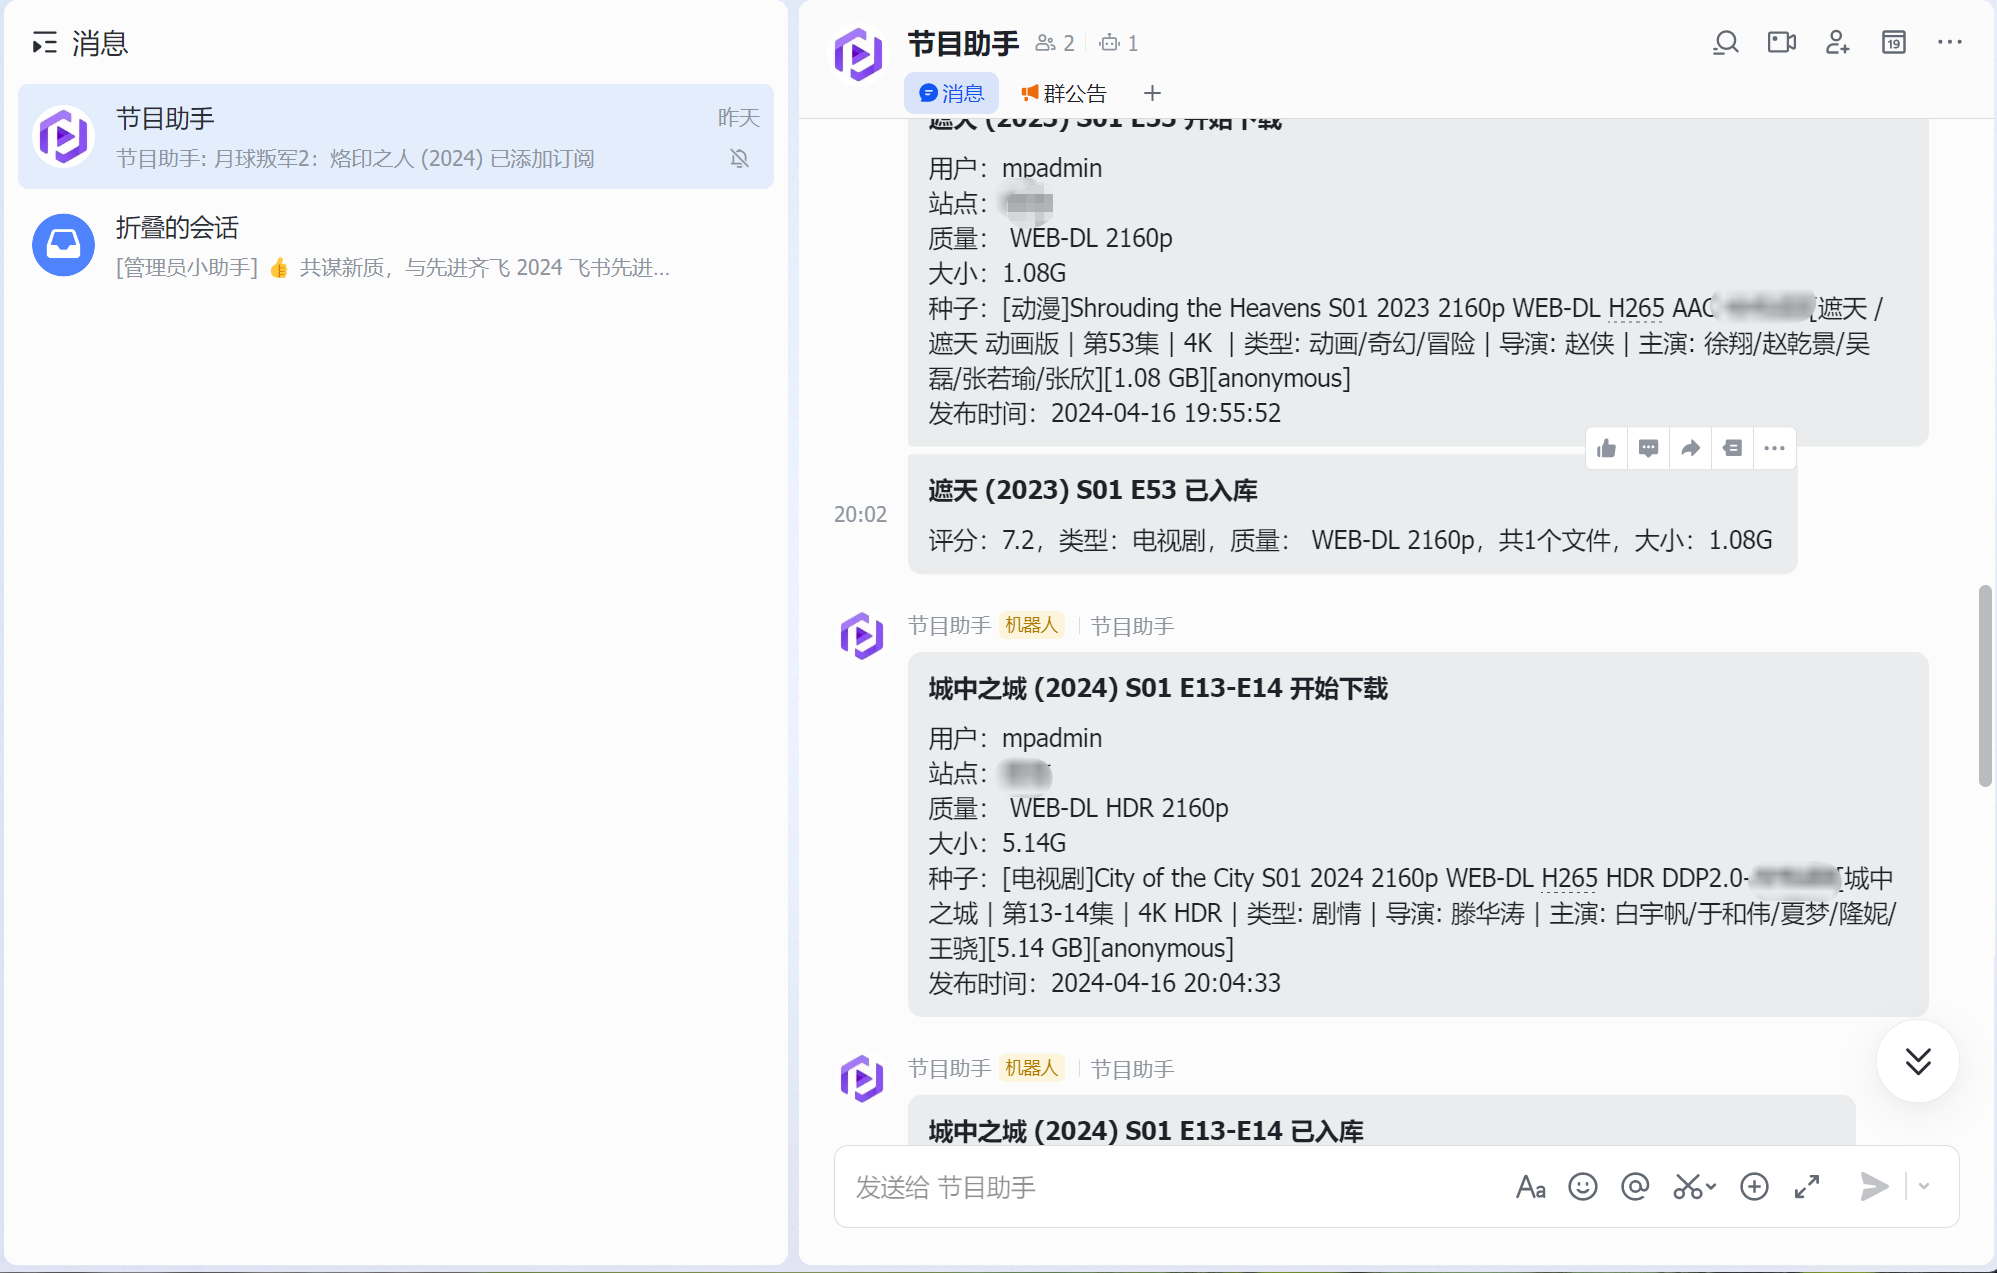 消息
节目助手
昨天
节目助手: 月球叛军2：烙印之人 (2024) 已添加订阅
折叠的会话
[管理员小助手] 👍 共谋新质，与先进齐飞 2024 飞书先进...
节目助手 2 1
消息 群公告
遮天 (2023) S01 E53 开始下载
用户：mpadmin
站点：
质量： WEB-DL 2160p
大小：1.08G
种子：[动漫]Shrouding the Heavens S01 2023 2160p WEB-DL H265 AAC [遮天 /
遮天 动画版 | 第53集 | 4K | 类型: 动画/奇幻/冒险 | 导演: 赵侠 | 主演: 徐翔/赵乾景/吴
磊/张若瑜/张欣][1.08 GB][anonymous]
发布时间：2024-04-16 19:55:52
20:02
遮天 (2023) S01 E53 已入库
评分：7.2，类型：电视剧，质量： WEB-DL 2160p，共1个文件，大小：1.08G
节目助手 机器人 | 节目助手
城中之城 (2024) S01 E13-E14 开始下载
用户：mpadmin
站点：
质量： WEB-DL HDR 2160p
大小：5.14G
种子：[电视剧]City of the City S01 2024 2160p WEB-DL H265 HDR DDP2.0- [城中
之城 | 第13-14集 | 4K HDR | 类型: 剧情 | 导演: 滕华涛 | 主演: 白宇帆/于和伟/夏梦/隆妮/
王骁][5.14 GB][anonymous]
发布时间：2024-04-16 20:04:33
节目助手 机器人 | 节目助手
城中之城 (2024) S01 E13-E14 已入库
发送给 节目助手
Aa
19